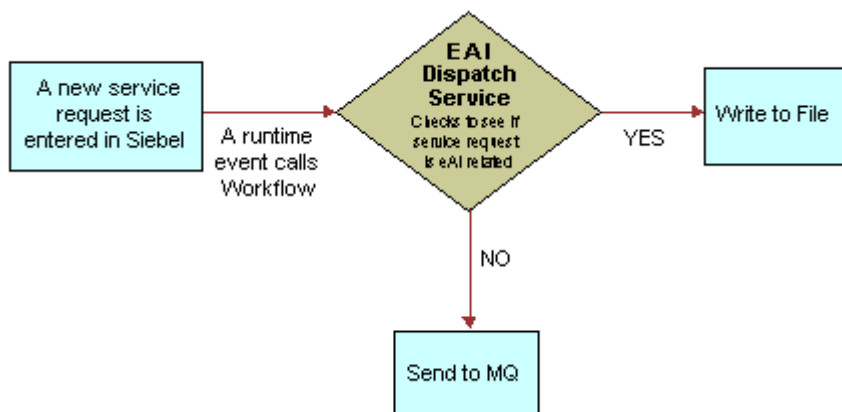 A new service
request is
entered in Siebel
A runtime
event calls
Workflow
EAI
Dispatch
Service
Checks to see if
service request
is eAI related
YES
Write to File
NO
Send to MQ